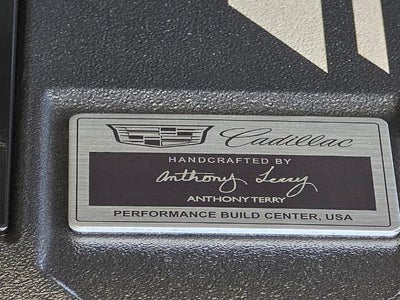 Cadillac
HANDCRAFTED BY
Anthony Terry
ANTHONY TERRY
PERFORMANCE BUILD CENTER, USA